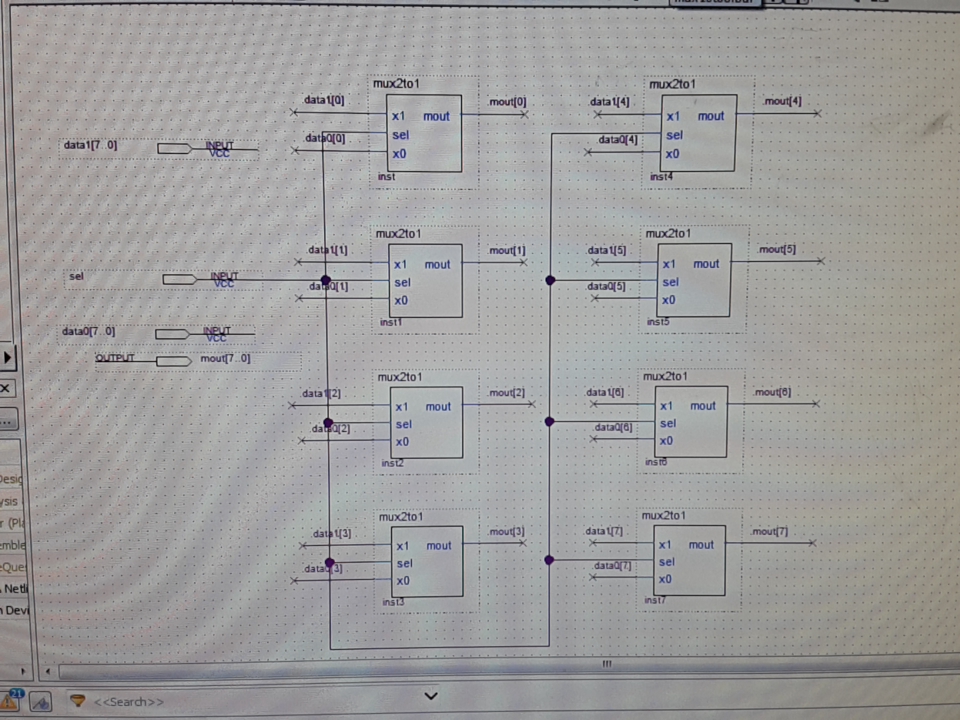 data1[7..0]
INPUT
VCC
sel
INPUT
VCC
data0[7..0]
INPUT
VCC
OUTPUT
mout[7..0]
data1[0]
data0[0]
mux2to1
x1
sel
x0
mout
inst
mout[0]
data1[4]
data0[4]
mux2to1
x1
sel
x0
mout
inst4
mout[4]
data1[1]
data0[1]
mux2to1
x1
sel
x0
mout
inst1
mout[1]
data1[5]
data0[5]
mux2to1
x1
sel
x0
mout
inst5
mout[5]
data1[2]
data0[2]
mux2to1
x1
sel
x0
mout
inst2
mout[2]
data1[6]
data0[6]
mux2to1
x1
sel
x0
mout
inst6
mout[6]
data1[3]
data0[3]
mux2to1
x1
sel
x0
mout
inst3
mout[3]
data1[7]
data0[7]
mux2to1
x1
sel
x0
mout
inst7
mout[7]
<<Search>>